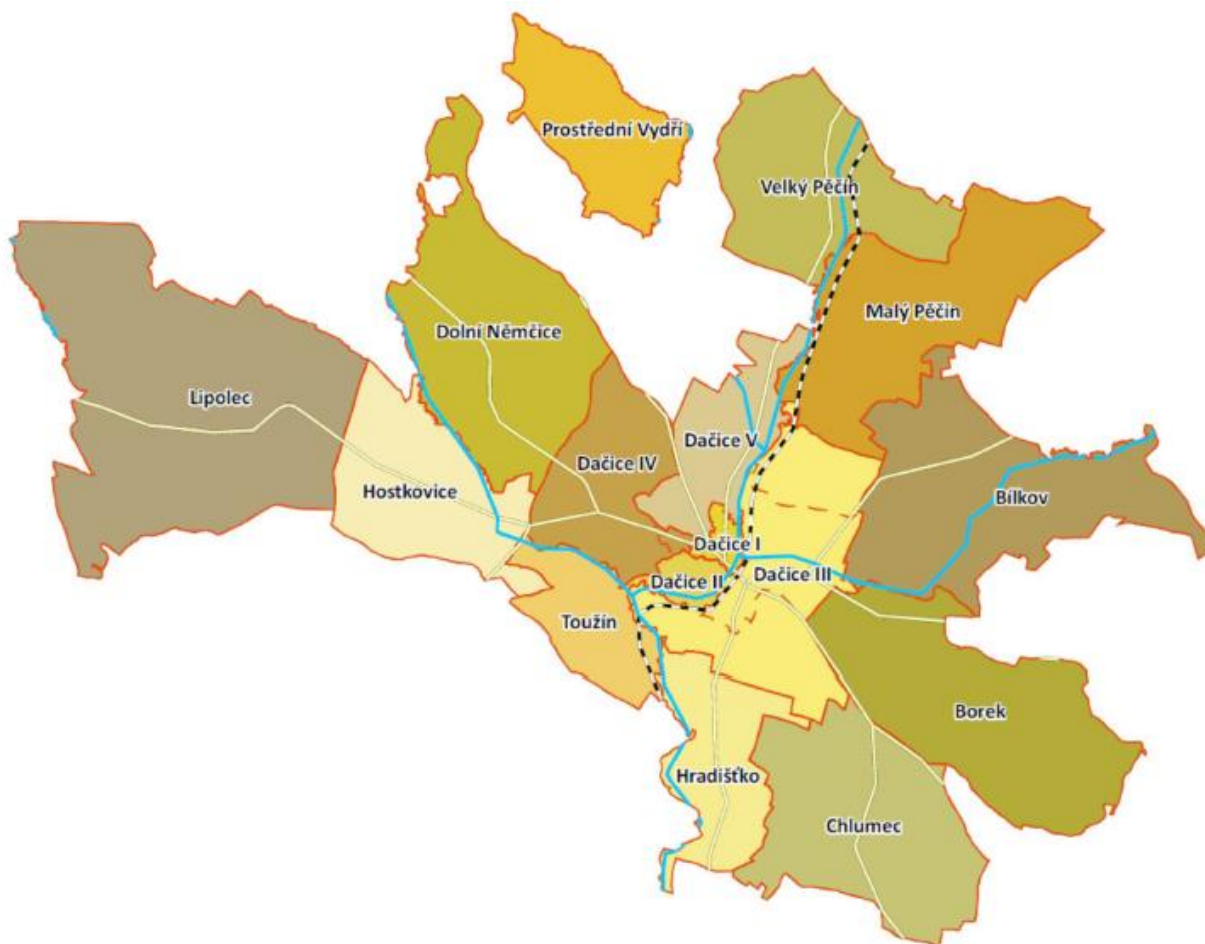 Prostřední Vydří
Velký Pěčín
Malý Pěčín
Dolní Němčice
Lipolec
Dačice V
Dačice IV
Hostkovice
Bílkov
Dačice I
Dačice II
Dačice III
Toužín
Borek
Hradišťko
Chlumec